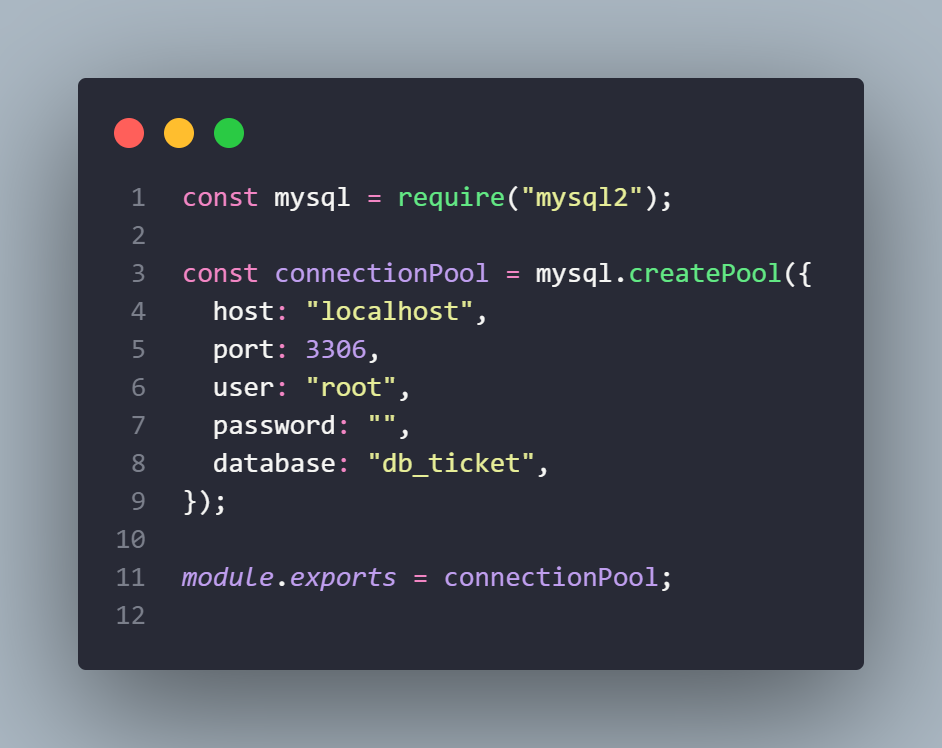 1 const mysql = require("mysql2");
2
3 const connectionPool = mysql.createPool({
4   host: "localhost",
5   port: 3306,
6   user: "root",
7   password: "",
8   database: "db_ticket",
9 });
10
11 module.exports = connectionPool;
12